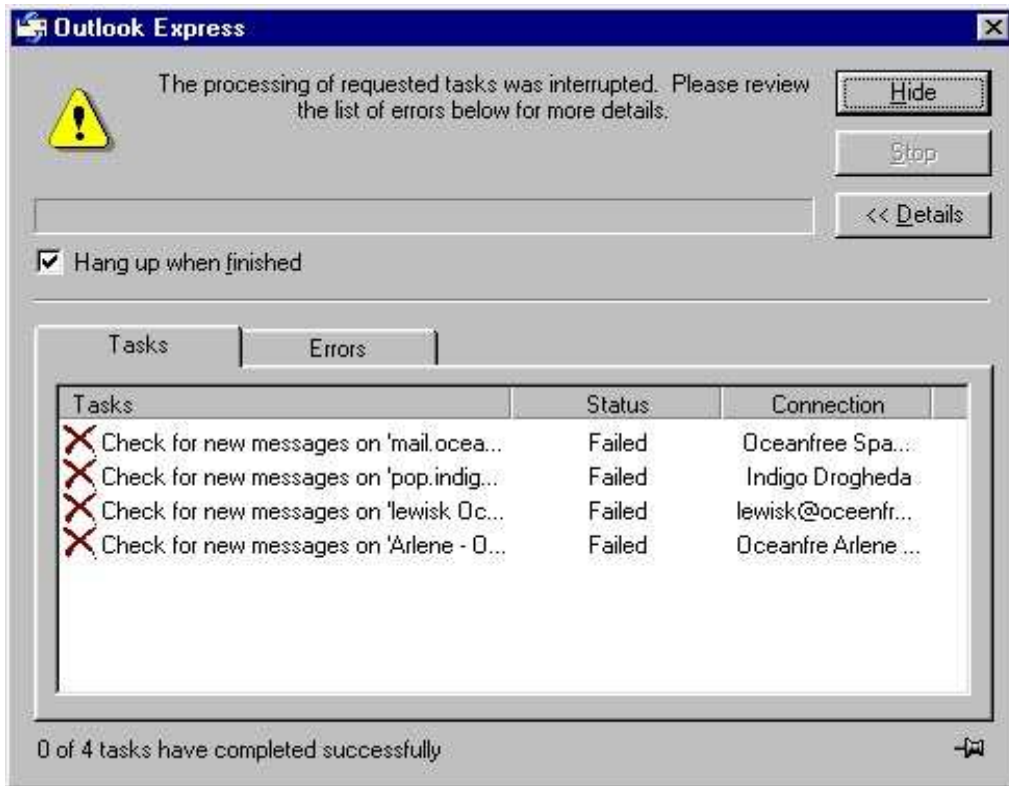 Outlook Express
The processing of requested tasks was interrupted. Please review
the list of errors below for more details.
Hide
Stop
<< Details
Hang up when finished
Tasks Errors
Tasks Status Connection
Check for new messages on 'mail.ocea... Failed Oceanfree Spa...
Check for new messages on 'pop.indig... Failed Indigo Drogheda
Check for new messages on 'lewisk Oc... Failed lewisk@oceenfr...
Check for new messages on 'Arlene - O... Failed Oceanfre Arlene ...
0 of 4 tasks have completed successfully